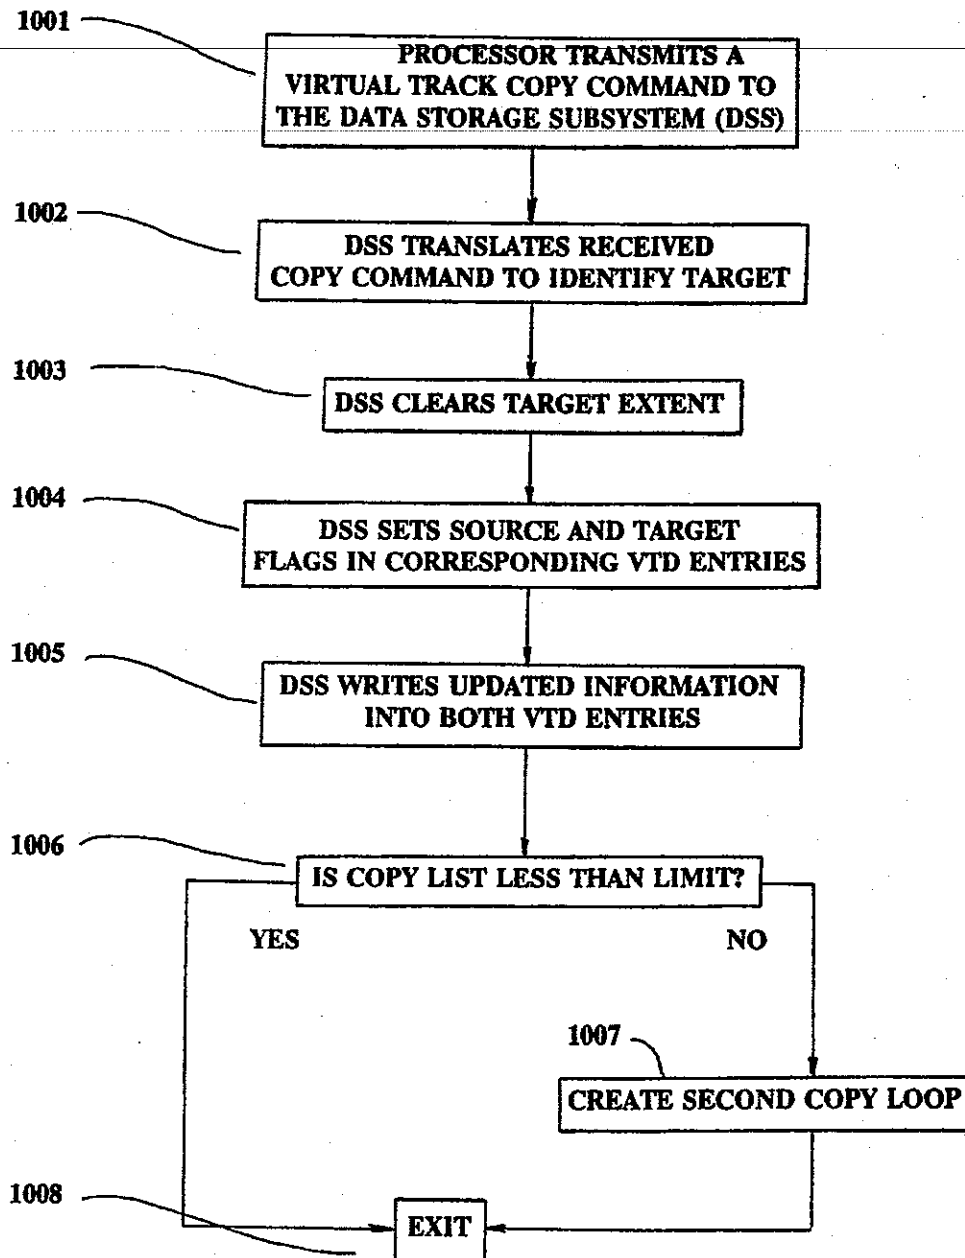 1001
PROCESSOR TRANSMITS A
VIRTUAL TRACK COPY COMMAND TO
THE DATA STORAGE SUBSYSTEM (DSS)
1002
DSS TRANSLATES RECEIVED
COPY COMMAND TO IDENTIFY TARGET
1003
DSS CLEARS TARGET EXTENT
1004
DSS SETS SOURCE AND TARGET
FLAGS IN CORRESPONDING VTD ENTRIES
1005
DSS WRITES UPDATED INFORMATION
INTO BOTH VTD ENTRIES
1006
IS COPY LIST LESS THAN LIMIT?
YES
NO
1007
CREATE SECOND COPY LOOP
1008
EXIT